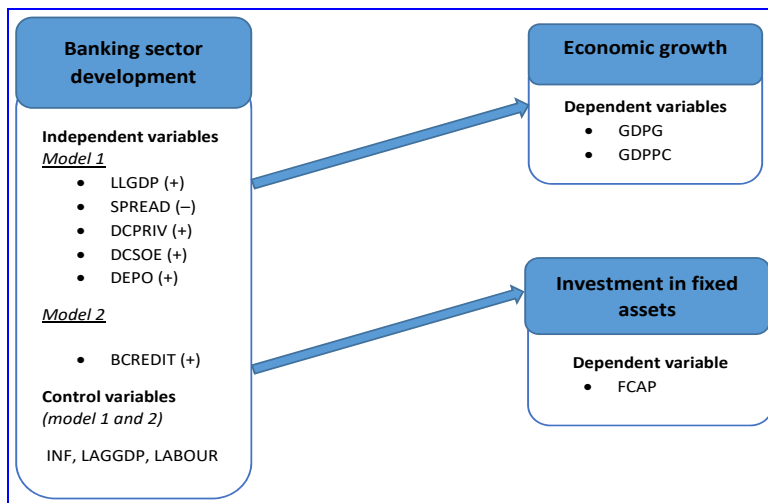 Banking sector
development
Independent variables
Model 1
• LLGDP (+)
• SPREAD (–)
• DCPRIV (+)
• DCSOE (+)
• DEPO (+)
Model 2
• BCREDIT (+)
Control variables
(model 1 and 2)
INF, LAGGDP, LABOUR
Economic growth
Dependent variables
• GDPG
• GDPPC
Investment in fixed
assets
Dependent variable
• FCAP